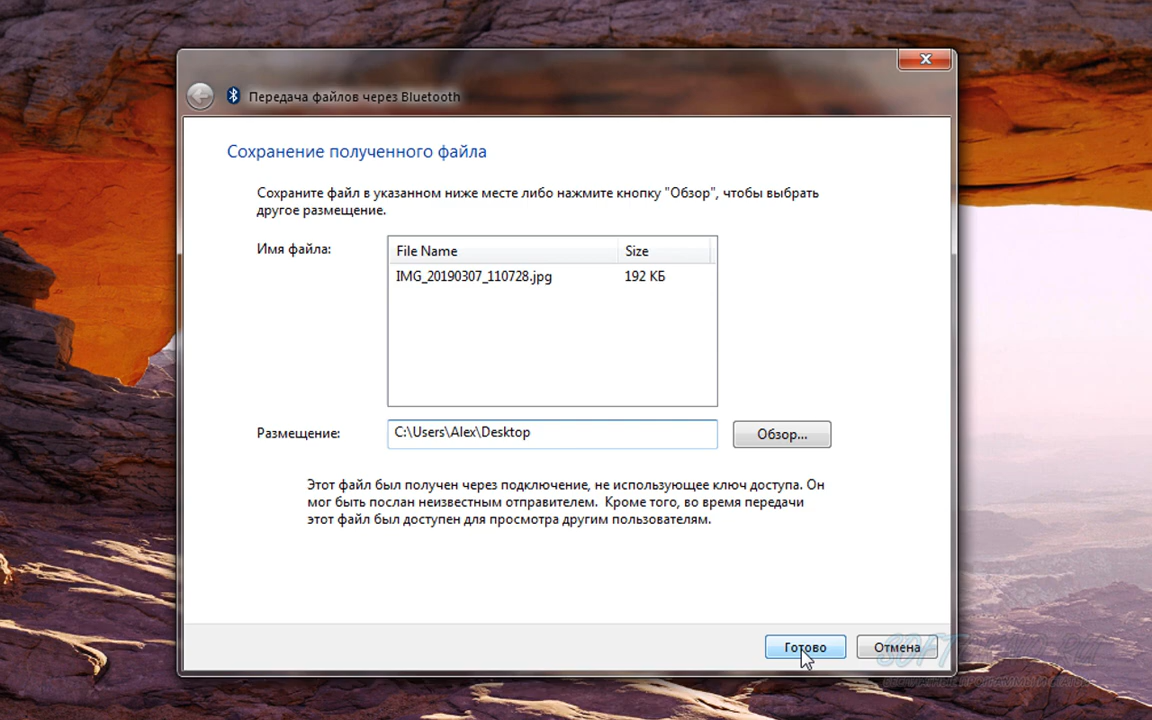 Передача файлов через Bluetooth
Сохранение полученного файла
Сохраните файл в указанном ниже месте либо нажмите кнопку "Обзор", чтобы выбрать
другое размещение.
Имя файла:
File Name Size
IMG_20190307_110728.jpg 192 КБ
Размещение: C:\Users\Alex\Desktop Обзор...
Этот файл был получен через подключение, не использующее ключ доступа. Он
мог быть послан неизвестным отправителем. Кроме того, во время передачи
этот файл был доступен для просмотра другим пользователям.
Готово Отмена